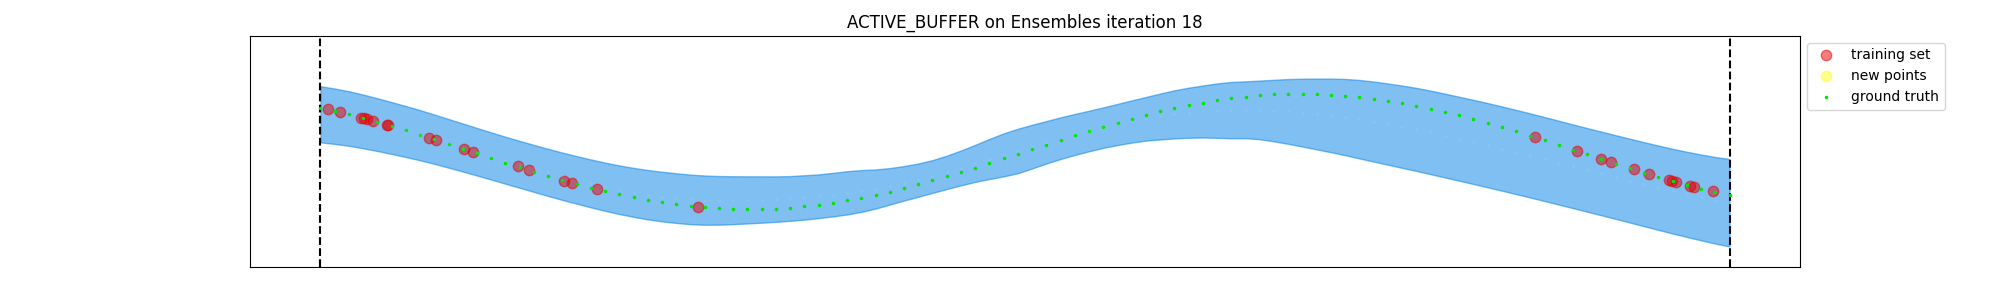 ACTIVE_BUFFER on Ensembles iteration 18
training set
new points
ground truth